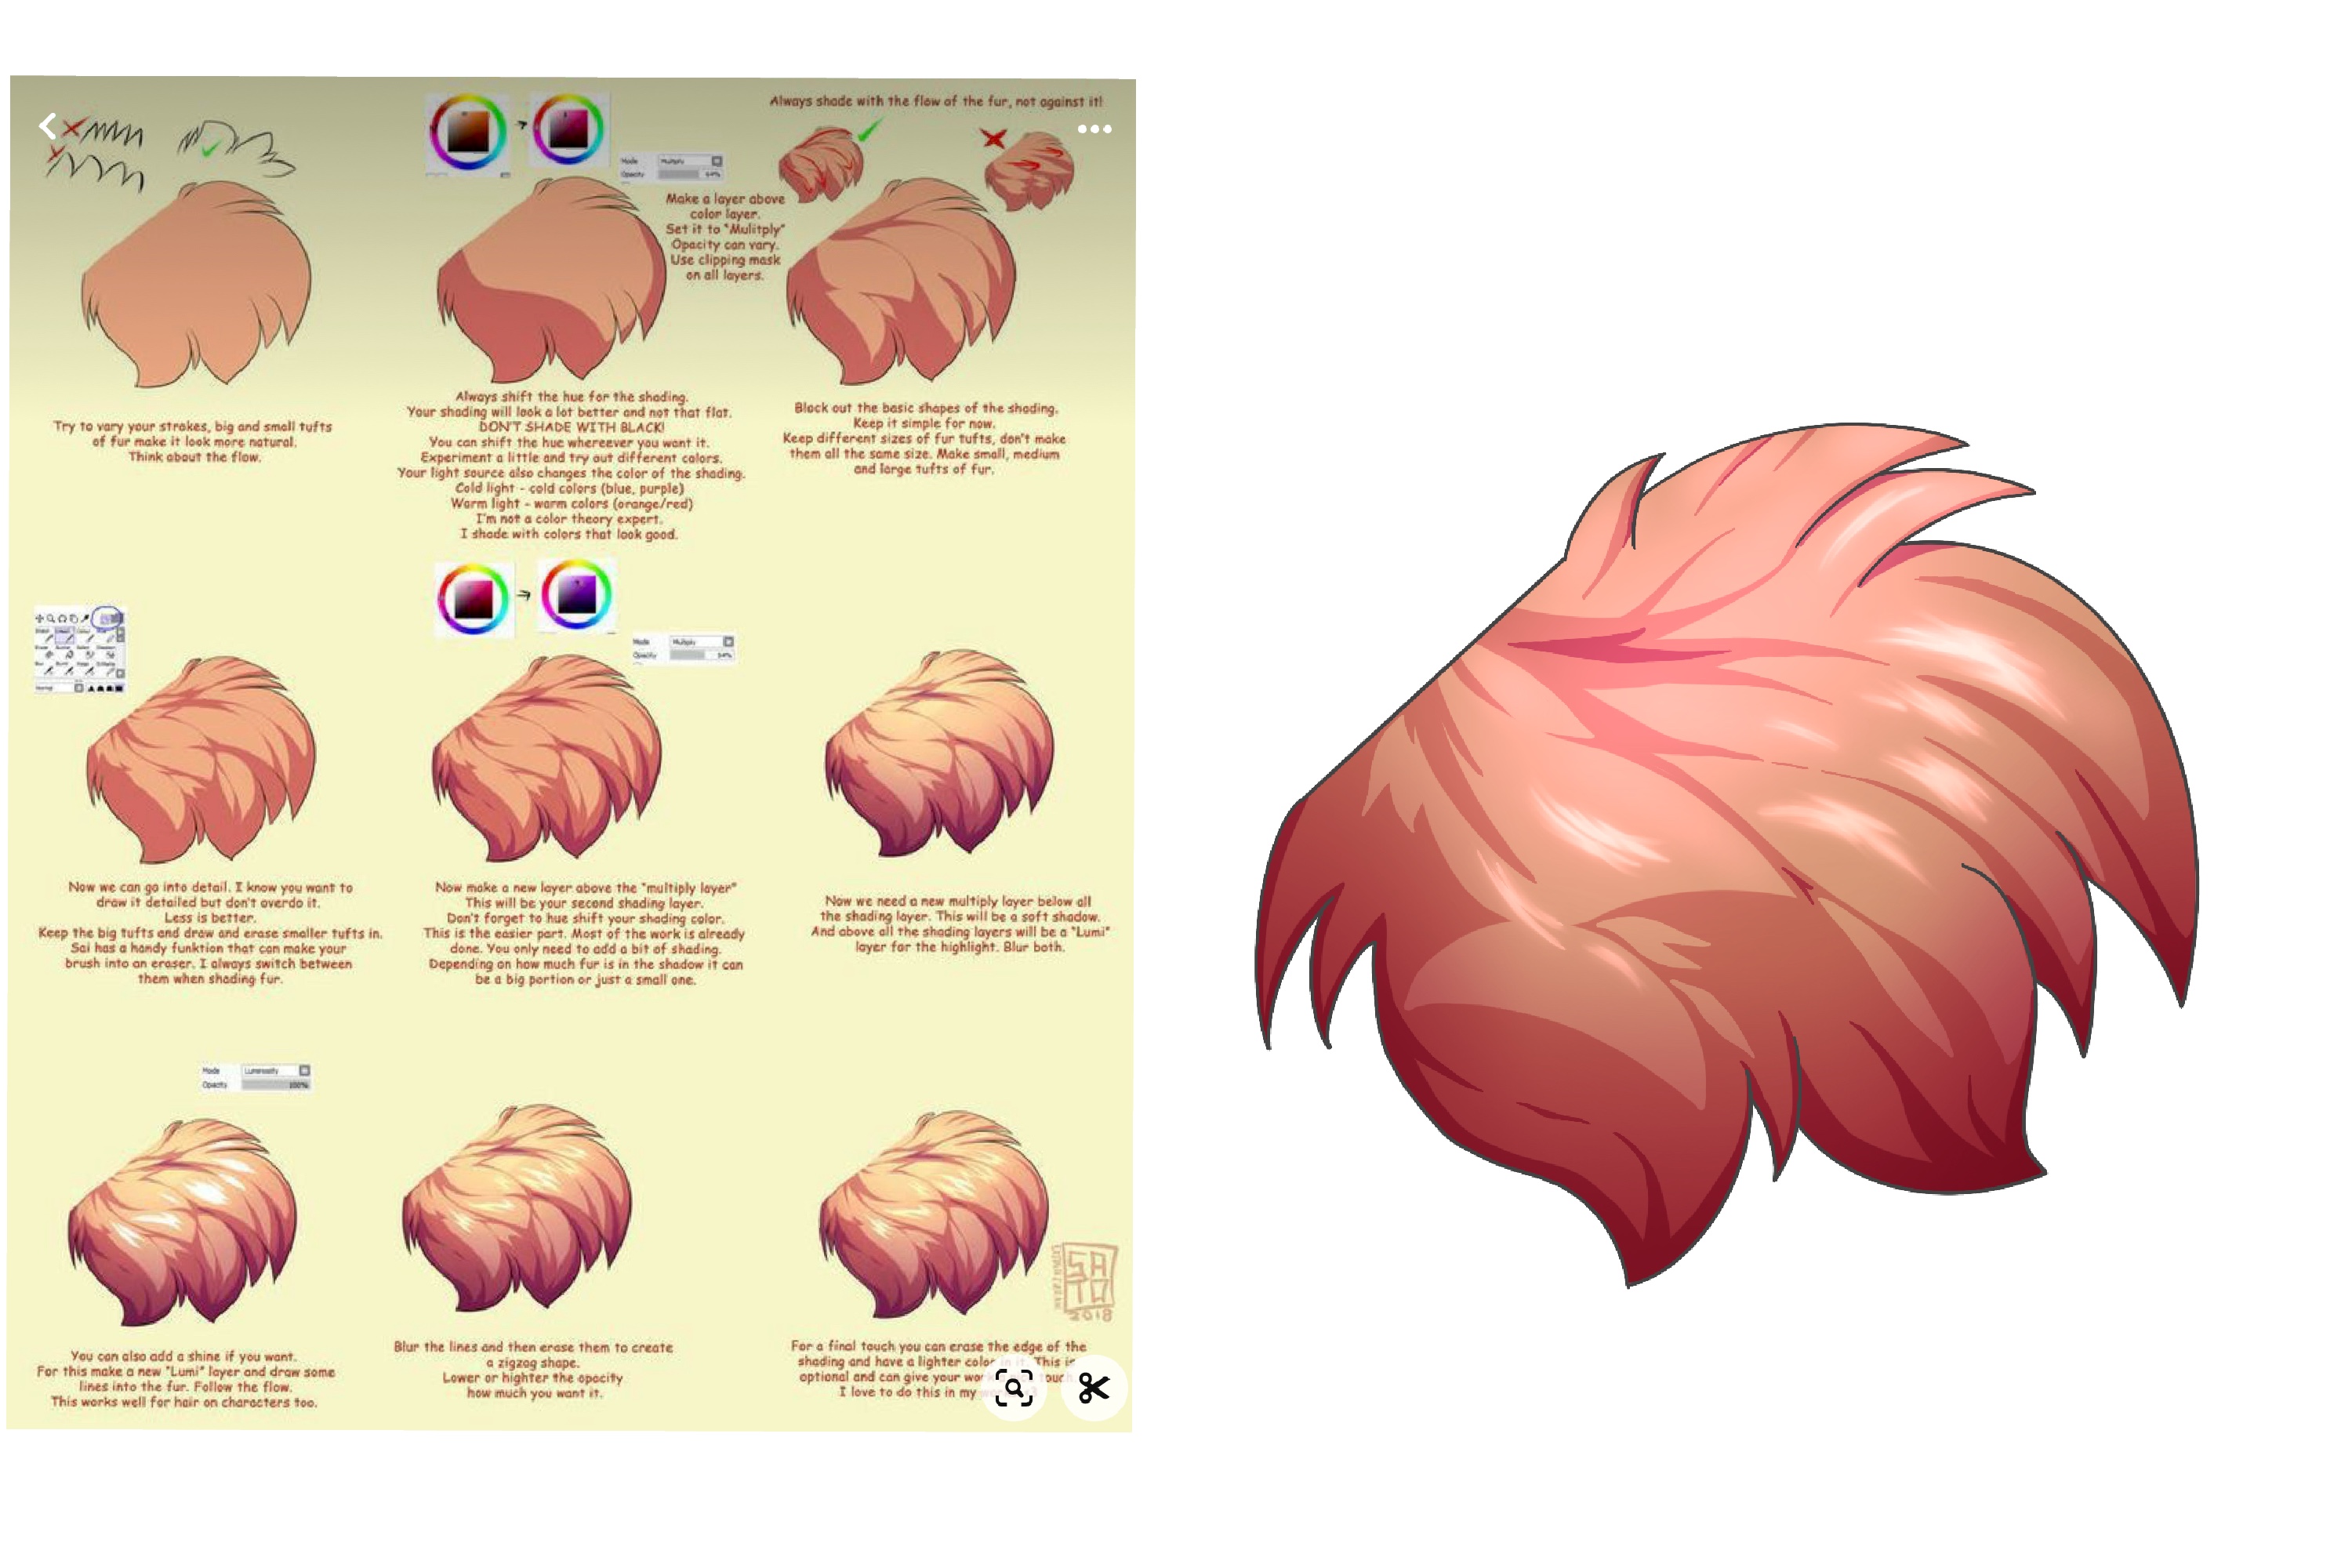 Always shade with the flow of the fur, not against it!
Mode Multiply
Opacity 64%
Make a layer above
color layer.
Set it to "Mulitply"
Opacity can vary.
Use clipping mask
on all layers.
Try to vary your strokes, big and small tufts
of fur make it look more natural.
Think about the flow.
Always shift the hue for the shading.
Your shading will look a lot better and not that flat.
DON'T SHADE WITH BLACK!
You can shift the hue whereever you want it.
Experiment a little and try out different colors.
Your light source also changes the color of the shading.
Cold light - cold colors (blue, purple)
Warm light - warm colors (orange/red)
I'm not a color theory expert.
I shade with colors that look good.
Block out the basic shapes of the shading.
Keep it simple for now.
Keep different sizes of fur tufts, don't make
them all the same size. Make small, medium
and large tufts of fur.
Mode Multiply
Opacity 54%
Now we can go into detail. I know you want to
draw it detailed but don't overdo it.
Less is better.
Keep the big tufts and draw and erase smaller tufts in.
Sai has a handy funktion that can make your
brush into an eraser. I always switch between
them when shading fur.
Now make a new layer above the "multiply layer"
This will be your second shading layer.
Don't forget to hue shift your shading color.
This is the easier part. Most of the work is already
done. You only need to add a bit of shading.
Depending on how much fur is in the shadow it can
be a big portion or just a small one.
Now we need a new multiply layer below all
the shading layer. This will be a soft shadow.
And above all the shading layers will be a "Lumi"
layer for the highlight. Blur both.
Mode Luminosity
Opacity 100%
You can also add a shine if you want.
For this make a new "Lumi" layer and draw some
lines into the fur. Follow the flow.
This works well for hair on characters too.
Blur the lines and then erase them to create
a zigzag shape.
Lower or highter the opacity
how much you want it.
For a final touch you can erase the edge of the
shading and have a lighter color in it. This is
optional and can give your wor touch
I love to do this in my
SATO
2018